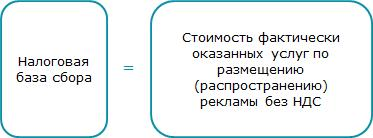 Налоговая
база сбора
=
Стоимость фактически
оказанных услуг по
размещению
(распространению)
рекламы без НДС